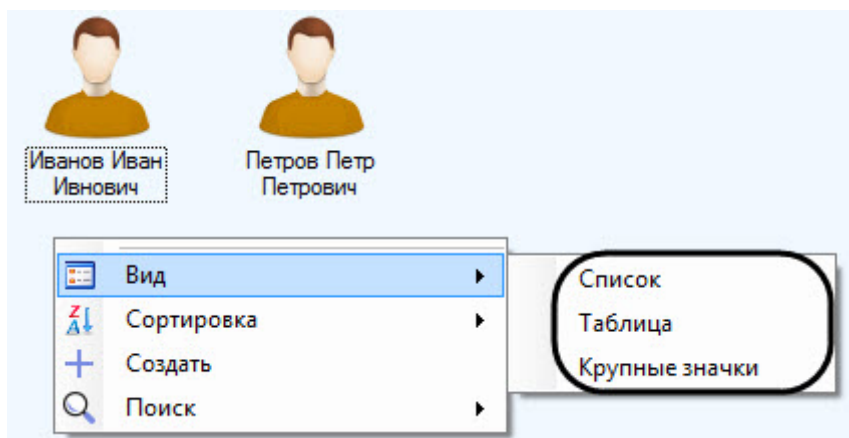 Иванов Иван
Ивнович
Петров Петр
Петрович
Вид
Сортировка
Создать
Поиск
Список
Таблица
Крупные значки